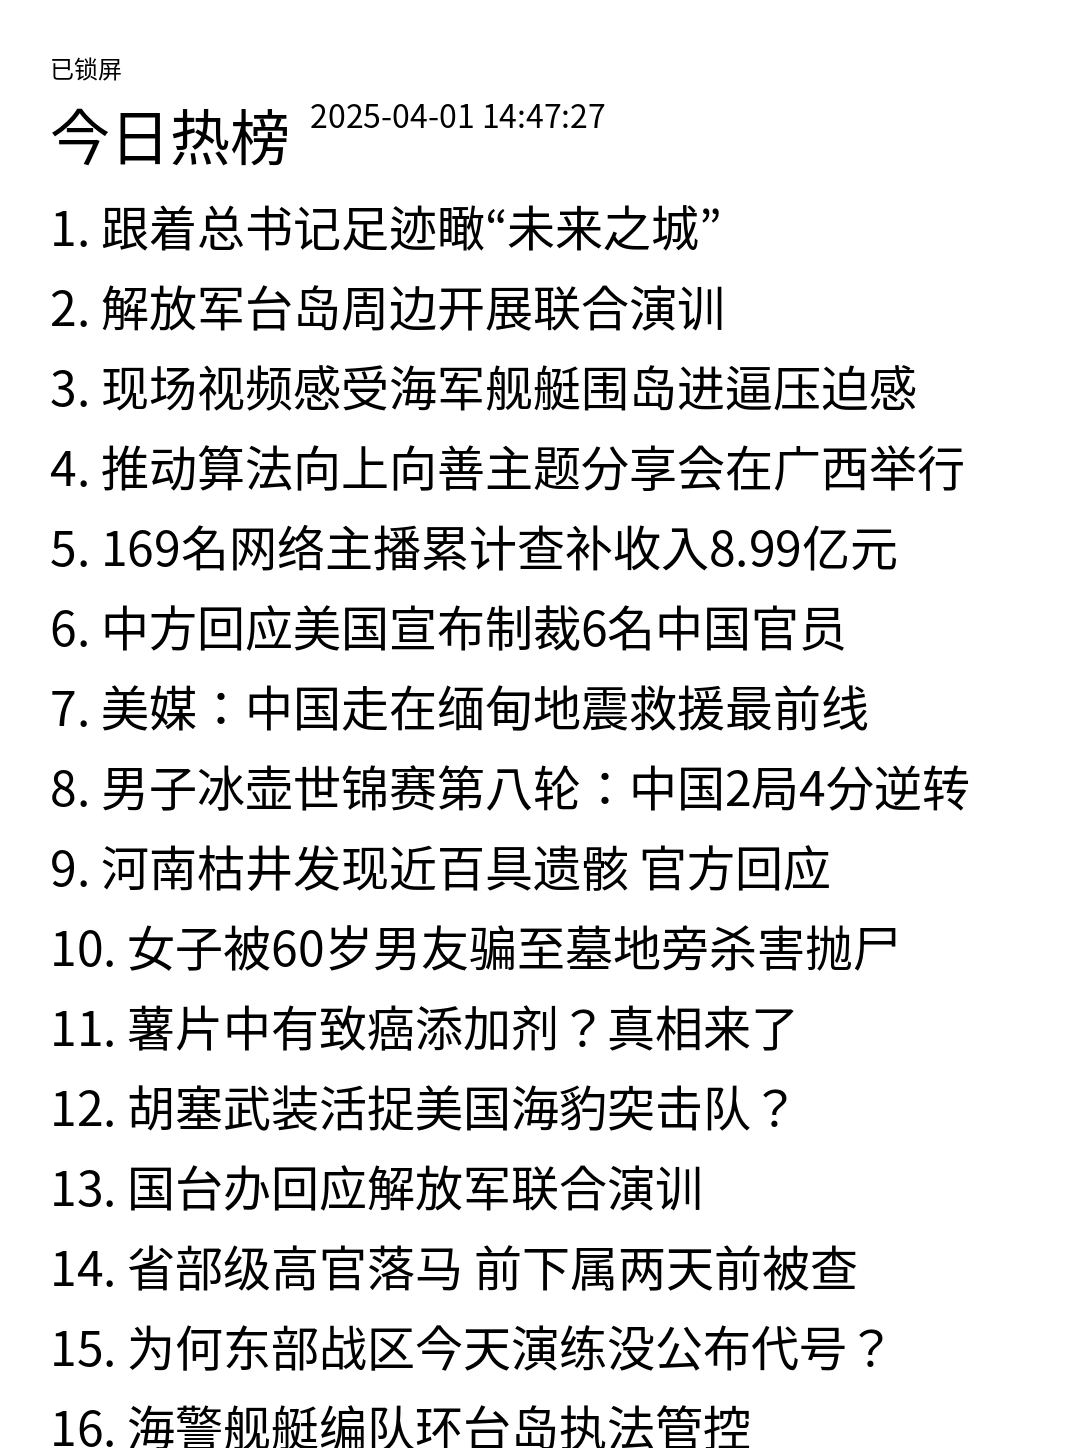 已锁屏
今日热榜 2025-04-01 14:47:27
1. 跟着总书记足迹瞰“未来之城”
2. 解放军台岛周边开展联合演训
3. 现场视频感受海军舰艇围岛进逼压迫感
4. 推动算法向上向善主题分享会在广西举行
5. 169名网络主播累计查补收入8.99亿元
6. 中方回应美国宣布制裁6名中国官员
7. 美媒：中国走在缅甸地震救援最前线
8. 男子冰壶世锦赛第八轮：中国2局4分逆转
9. 河南枯井发现近百具遗骸 官方回应
10. 女子被60岁男友骗至墓地旁杀害抛尸
11. 薯片中有致癌添加剂？真相来了
12. 胡塞武装活捉美国海豹突击队？
13. 国台办回应解放军联合演训
14. 省部级高官落马 前下属两天前被查
15. 为何东部战区今天演练没公布代号？
16. 海警舰艇编队环台岛执法管控